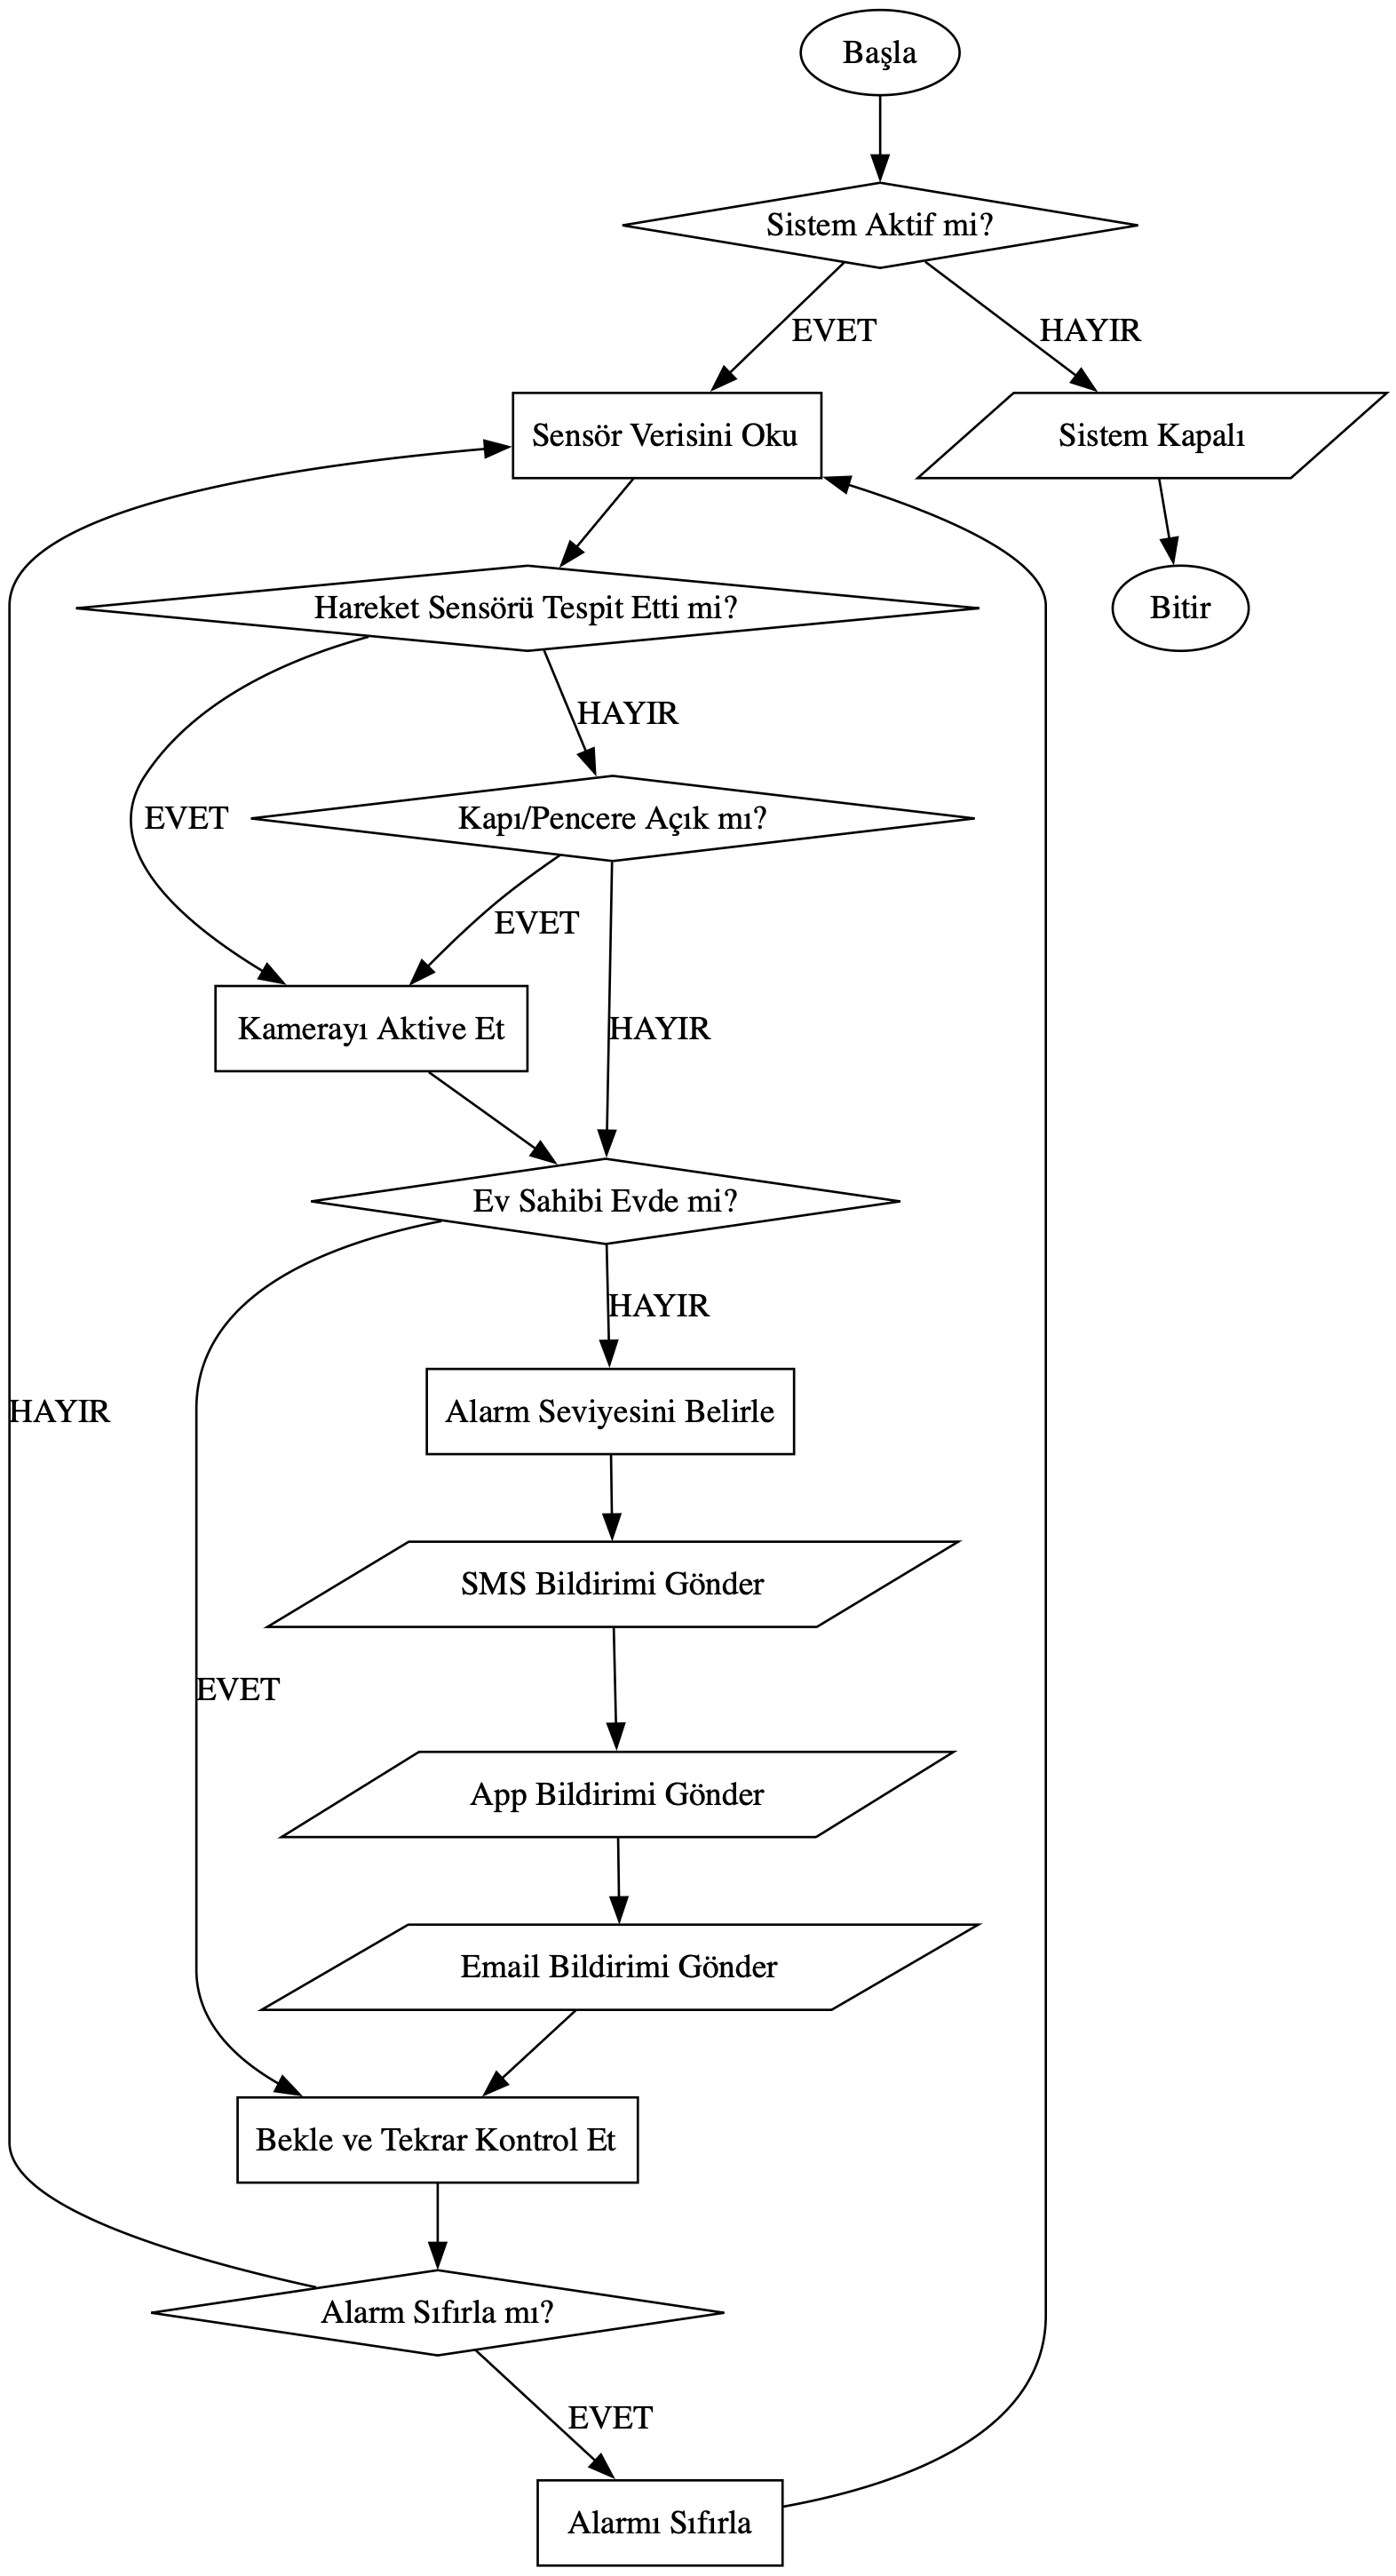 Başla
Sistem Aktif mi?
EVET
HAYIR
Sensör Verisini Oku
Sistem Kapalı
Hareket Sensörü Tespit Etti mi?
Bitir
HAYIR
EVET
Kapı/Pencere Açık mı?
EVET
Kamerayı Aktive Et
HAYIR
Ev Sahibi Evde mi?
HAYIR
HAYIR
Alarm Seviyesini Belirle
SMS Bildirimi Gönder
EVET
App Bildirimi Gönder
Email Bildirimi Gönder
Bekle ve Tekrar Kontrol Et
Alarm Sıfırla mı?
EVET
Alarmı Sıfırla